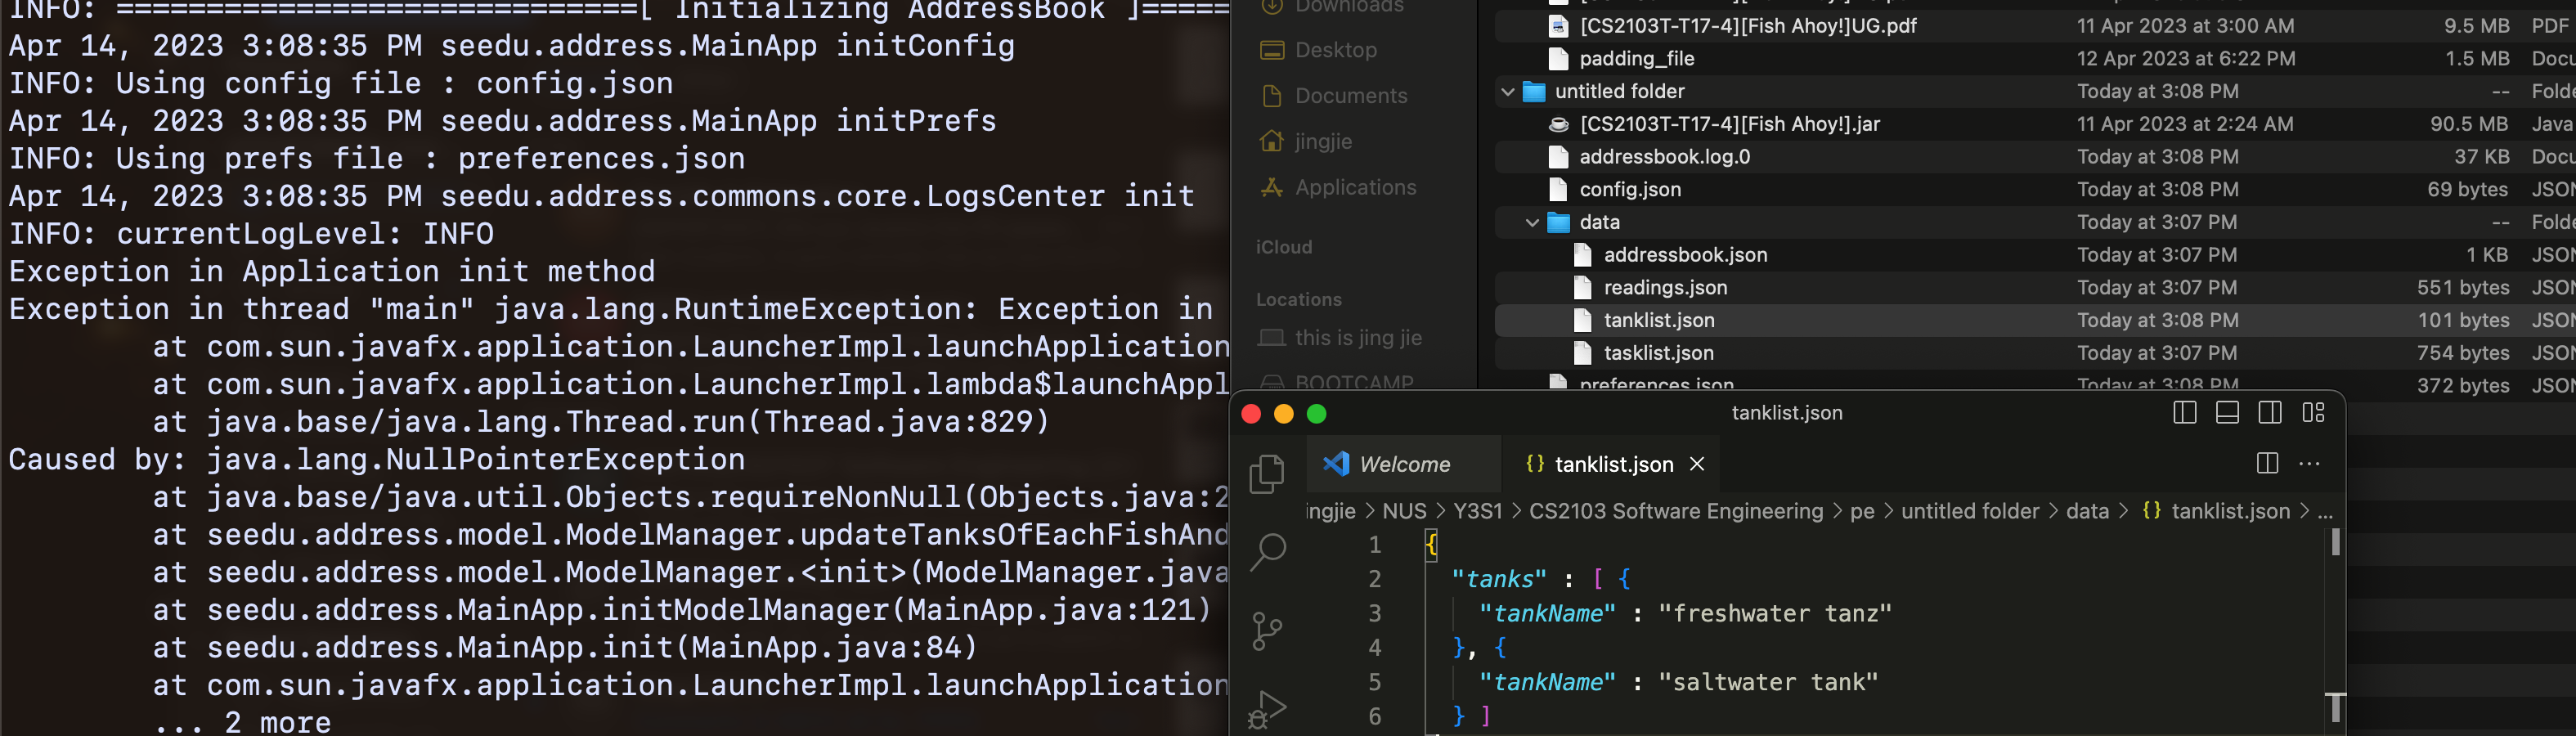 INFO: =============================[ Initializing AddressBook ]=====
Apr 14, 2023 3:08:35 PM seedu.address.MainApp initConfig
INFO: Using config file : config.json
Apr 14, 2023 3:08:35 PM seedu.address.MainApp initPrefs
INFO: Using prefs file : preferences.json
Apr 14, 2023 3:08:35 PM seedu.address.commons.core.LogsCenter init
INFO: currentLogLevel: INFO
Exception in Application init method
Exception in thread "main" java.lang.RuntimeException: Exception in
at com.sun.javafx.application.LauncherImpl.launchApplication
at com.sun.javafx.application.LauncherImpl.lambda$launchAppl
at java.base/java.lang.Thread.run(Thread.java:829)
Caused by: java.lang.NullPointerException
at java.base/java.util.Objects.requireNonNull(Objects.java:2
at seedu.address.model.ModelManager.updateTanksOfEachFishAnd
at seedu.address.model.ModelManager.<init>(ModelManager.java
at seedu.address.MainApp.initModelManager(MainApp.java:121)
at seedu.address.MainApp.init(MainApp.java:84)
at com.sun.javafx.application.LauncherImpl.launchApplication
... 2 more
Downloads
Desktop
Documents
jingjie
Applications
iCloud
Locations
this is jing jie
BOOTCAMP
[CS2103T-T17-4][Fish Ahoy!]UG.pdf 11 Apr 2023 at 3:00 AM 9.5 MB PDF
padding_file 12 Apr 2023 at 6:22 PM 1.5 MB Docu
untitled folder Today at 3:08 PM -- Folde
[CS2103T-T17-4][Fish Ahoy!].jar 11 Apr 2023 at 2:24 AM 90.5 MB Java
addressbook.log.0 Today at 3:08 PM 37 KB Docu
config.json Today at 3:08 PM 69 bytes JSON
data Today at 3:07 PM -- Folde
addressbook.json Today at 3:07 PM 1 KB JSON
readings.json Today at 3:07 PM 551 bytes JSON
tanklist.json Today at 3:08 PM 101 bytes JSON
tasklist.json Today at 3:07 PM 754 bytes JSON
preferences.json Today at 3:08 PM 372 bytes JSON
tanklist.json
Welcome
{} tanklist.json
ingjie > NUS > Y3S1 > CS2103 Software Engineering > pe > untitled folder > data > {} tanklist.json > ...
1 {
2 "tanks" : [ {
3 "tankName" : "freshwater tanz"
4 }, {
5 "tankName" : "saltwater tank"
6 } ]